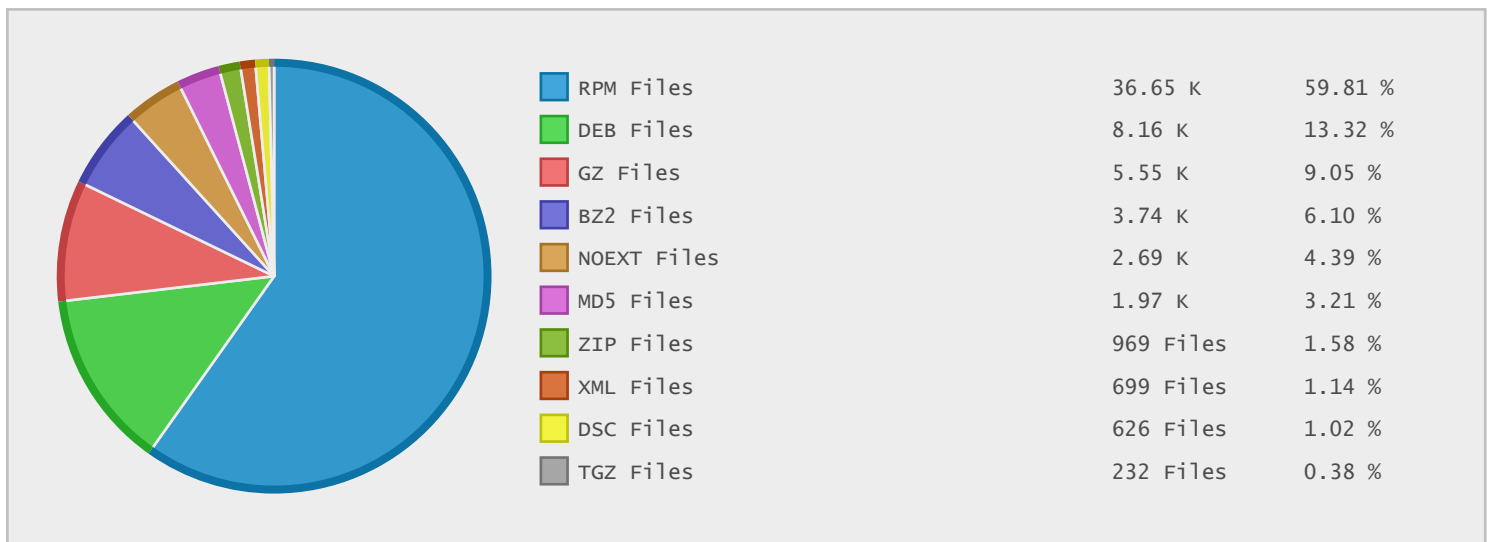 RPM Files 36.65 K 59.81 %
DEB Files 8.16 K 13.32 %
GZ Files 5.55 K 9.05 %
BZ2 Files 3.74 K 6.10 %
NOEXT Files 2.69 K 4.39 %
MD5 Files 1.97 K 3.21 %
ZIP Files 969 Files 1.58 %
XML Files 699 Files 1.14 %
DSC Files 626 Files 1.02 %
TGZ Files 232 Files 0.38 %